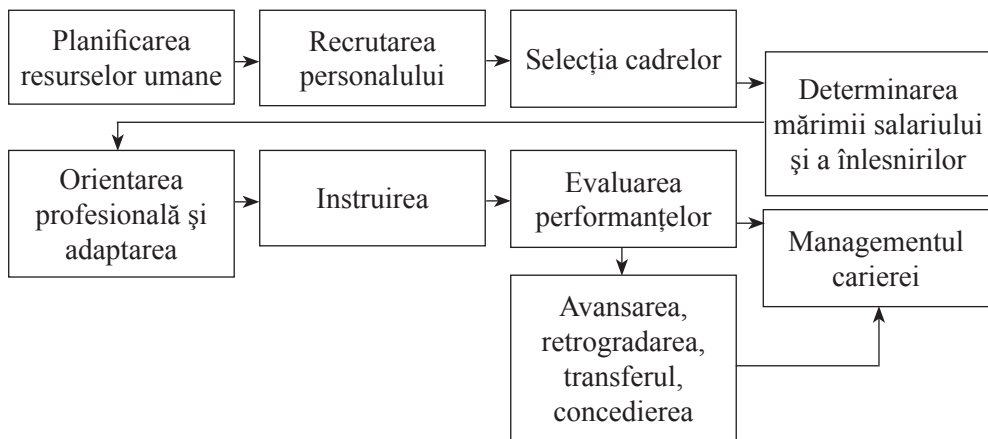 Planificarea
resurselor umane
Recrutarea
personalului
Selecția cadrelor
Determinarea
mărimii salariului
şi a înlesnirilor
Orientarea
profesională şi
adaptarea
Instruirea
Evaluarea
performanțelor
Managementul
carierei
Avansarea,
retrogradarea,
transferul,
concedierea